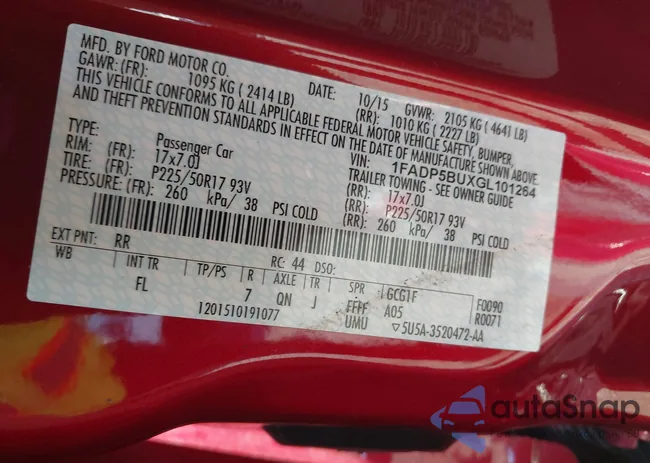 MFD. BY FORD MOTOR CO.
DATE: 10/15 GVWR: 2105 KG ( 4641 LB)
GAWR: (FR): 1095 KG ( 2414 LB) (RR): 1010 KG ( 2227 LB)
THIS VEHICLE CONFORMS TO ALL APPLICABLE FEDERAL MOTOR VEHICLE SAFETY, BUMPER,
AND THEFT PREVENTION STANDARDS IN EFFECT ON THE DATE OF MANUFACTURE SHOWN ABOVE.
VIN: 1FADP5BUXGL101264
TYPE: Passenger Car TRAILER TOWING - SEE OWNER GUIDE
RIM: (FR): 17x7.0J (RR): 17x7.0J
TIRE: (FR): P225/50R17 93V (RR): P225/50R17 93V
PRESSURE: (FR): 260 kPa/ 38 PSI COLD (RR): 260 kPa/ 38 PSI COLD
EXT PNT: RR RC: 44 DSO:
WB INT TR TP/PS R AXLE TR SPR GCG1F F0090
FL 7 QN J FFFF A05 R0071
1201510191077 UMU ▽5U5A-3520472-AA
autoSnap